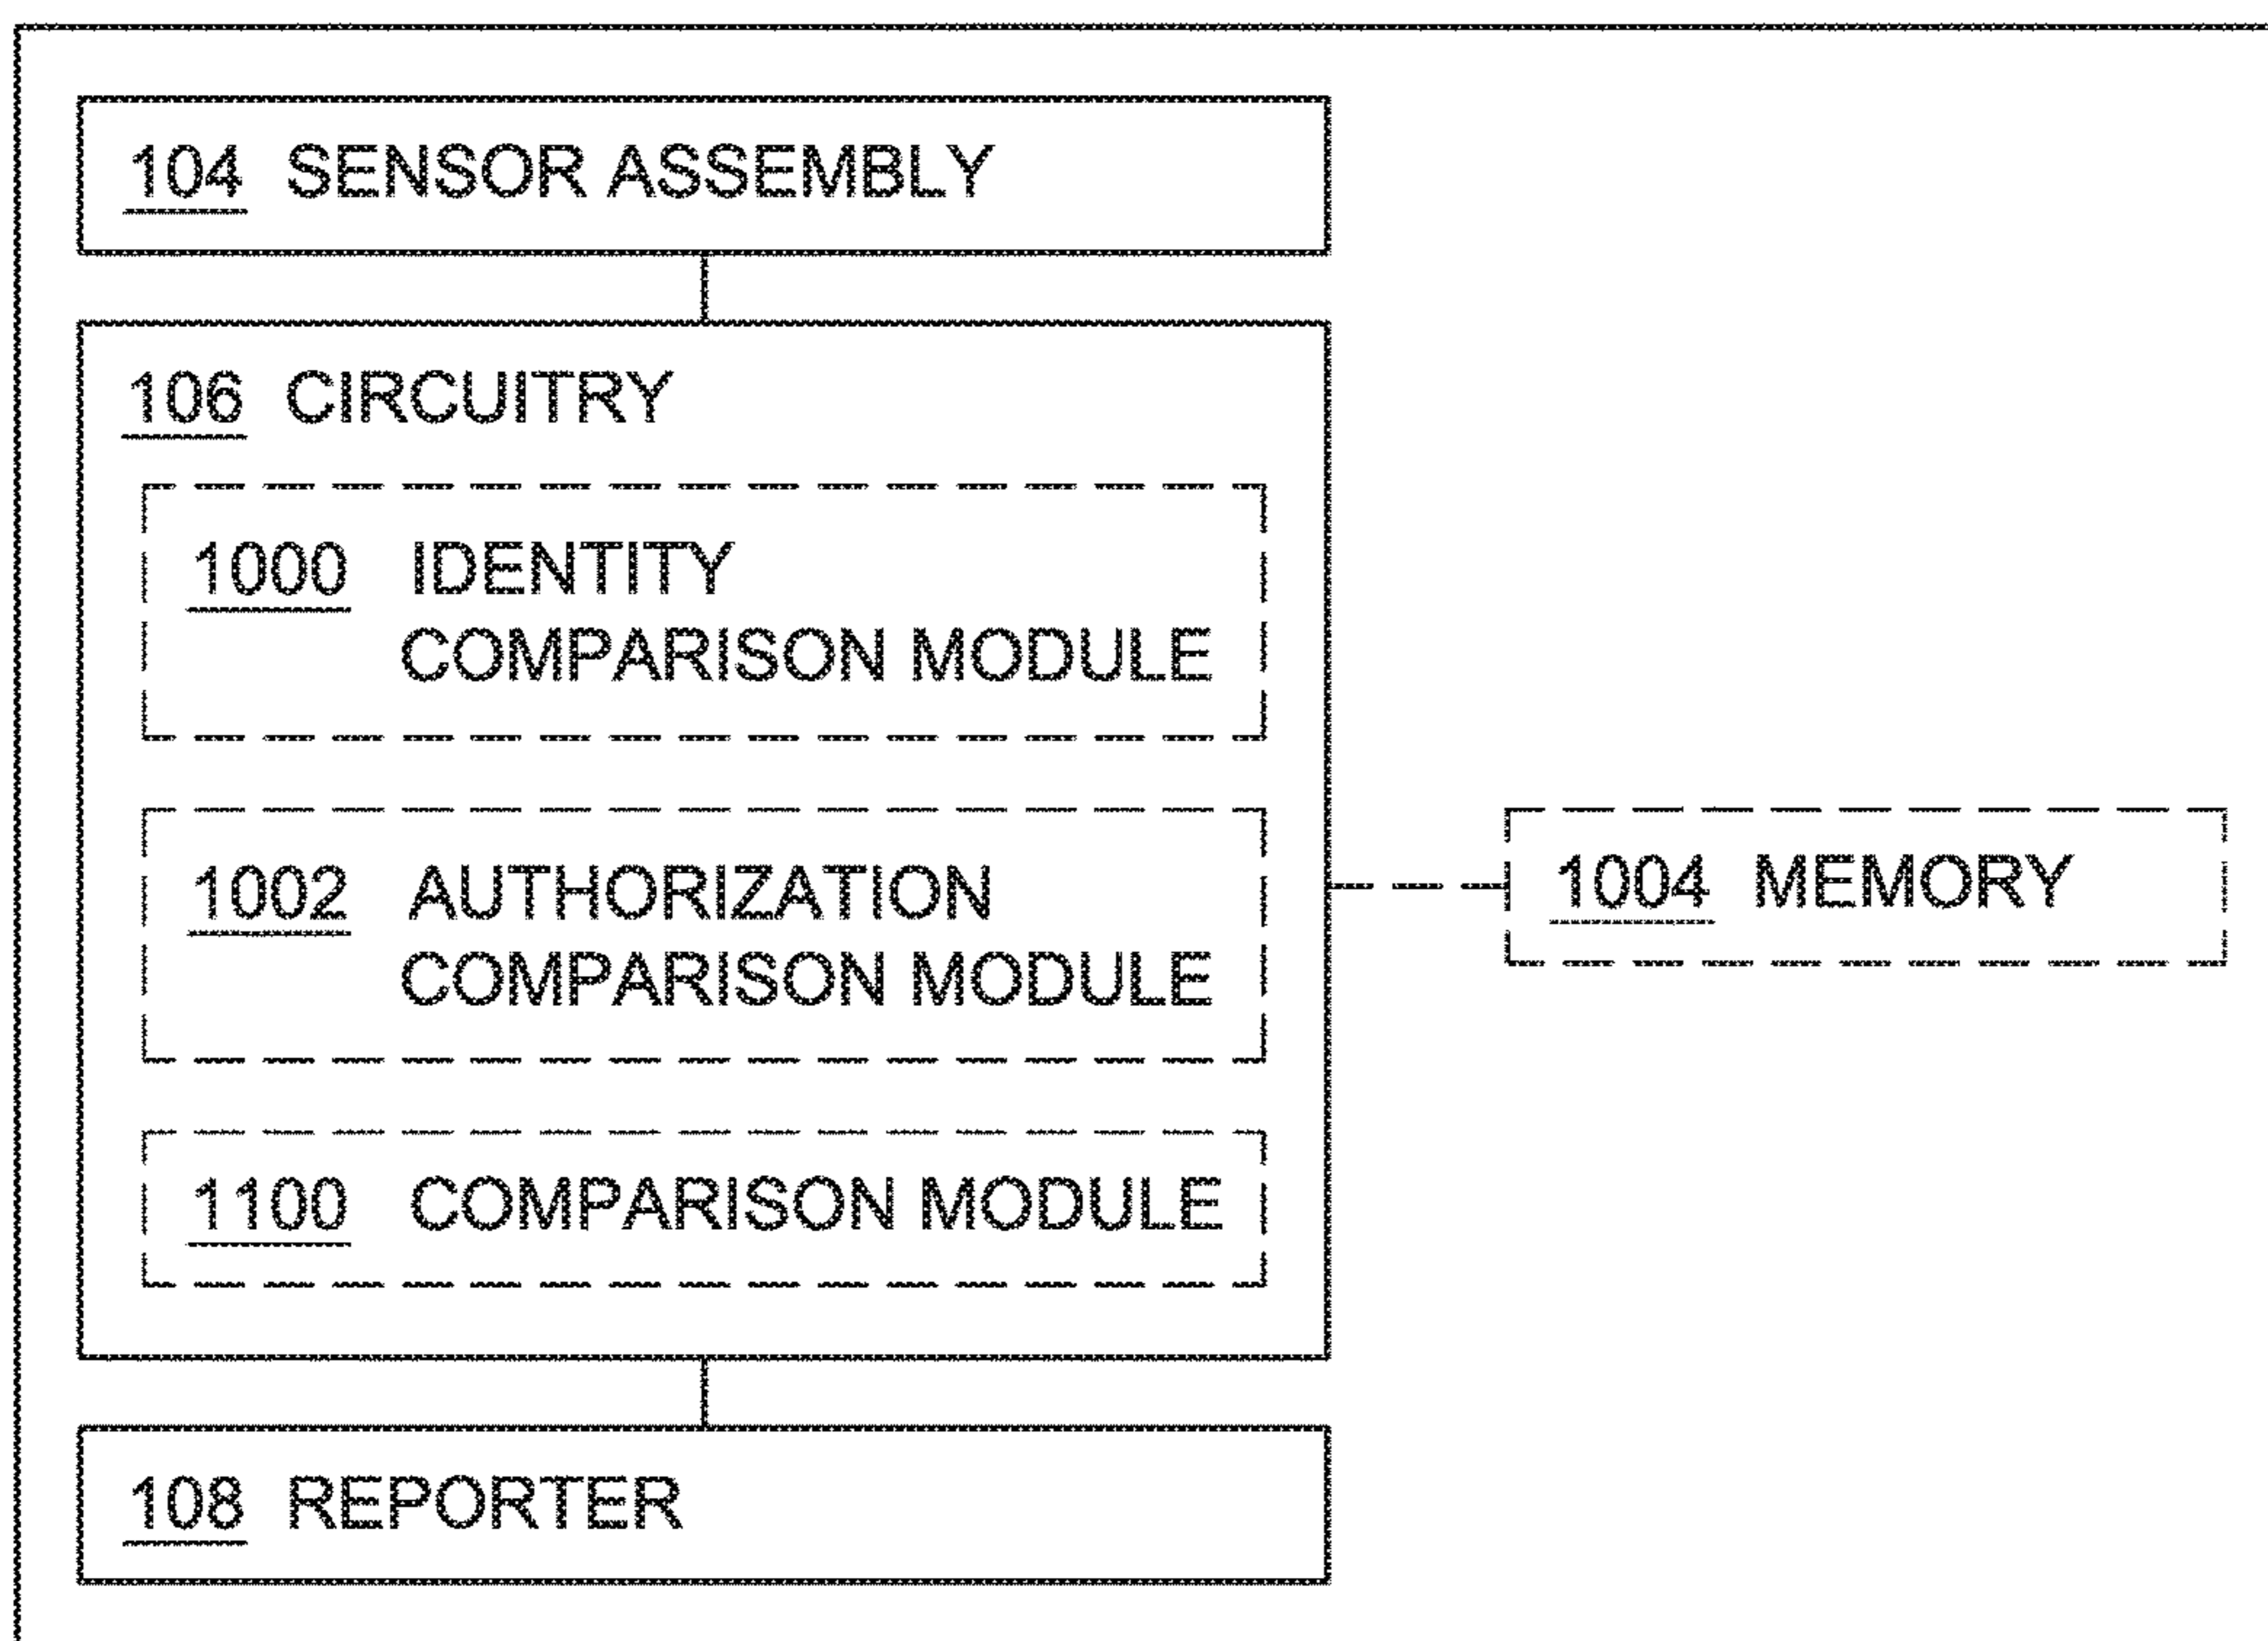 104 SENSOR ASSEMBLY
106 CIRCUITRY
1000 IDENTITY
COMPARISON MODULE
1002 AUTHORIZATION
COMPARISON MODULE
1004 MEMORY
1100 COMPARISON MODULE
108 REPORTER